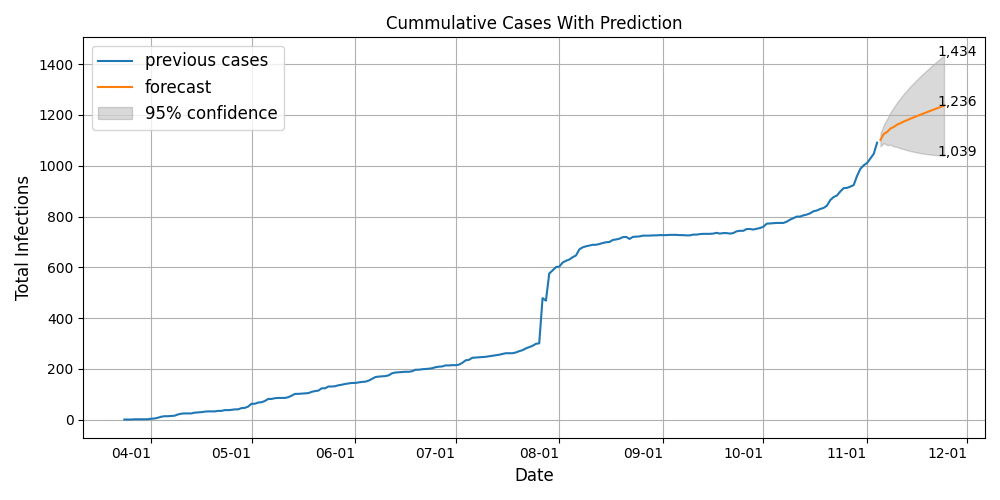 Cummulative Cases With Prediction
previous cases
forecast
95% confidence
1,434
1,236
1,039
1400
1200
1000
800
600
400
200
0
Total Infections
04-01 05-01 06-01 07-01 08-01 09-01 10-01 11-01 12-01
Date